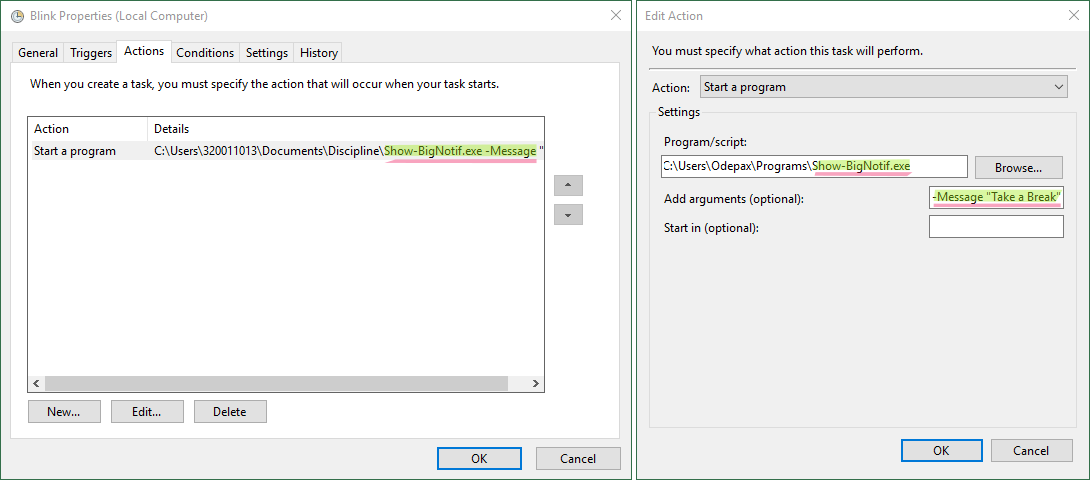 Blink Properties (Local Computer)
General Triggers Actions Conditions Settings History
When you create a task, you must specify the action that will occur when your task starts.
Action Details
Start a program C:\Users\320011013\Documents\Discipline\Show-BigNotif.exe -Message "
New... Edit... Delete
OK Cancel
Edit Action
You must specify what action this task will perform.
Action: Start a program
Settings
Program/script:
C:\Users\Odepax\Programs\Show-BigNotif.exe Browse...
Add arguments (optional): -Message "Take a Break"
Start in (optional):
OK Cancel